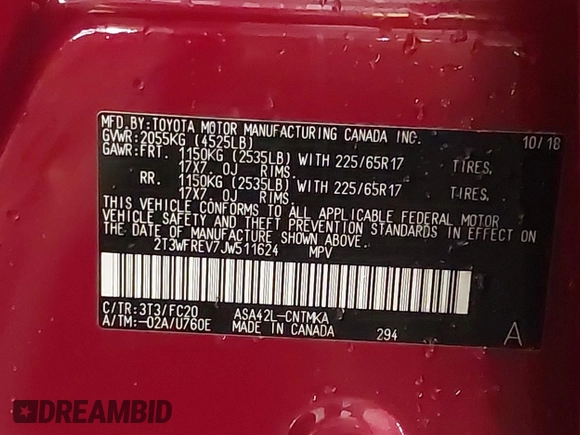 MFD.BY:TOYOTA MOTOR MANUFACTURING CANADA INC.
GVWR:2055KG (4525LB) 10/18
GAWR:FRT. 1150KG (2535LB) WITH 225/65R17 TIRES,
17X7. OJ RIMS.
RR. 1150KG (2535LB) WITH 225/65R17 TIRES,
17X7. OJ RIMS.
THIS VEHICLE CONFORMS TO ALL APPLICABLE FEDERAL MOTOR
VEHICLE SAFETY AND THEFT PREVENTION STANDARDS IN EFFECT ON
THE DATE OF MANUFACTURE SHOWN ABOVE.
2T3WFREV7JW511624 MPV
C/TR:3T3/FC20 ASA42L-CNTMKA
A/TM:-02A/U760E MADE IN CANADA 294 A
DREAMBID